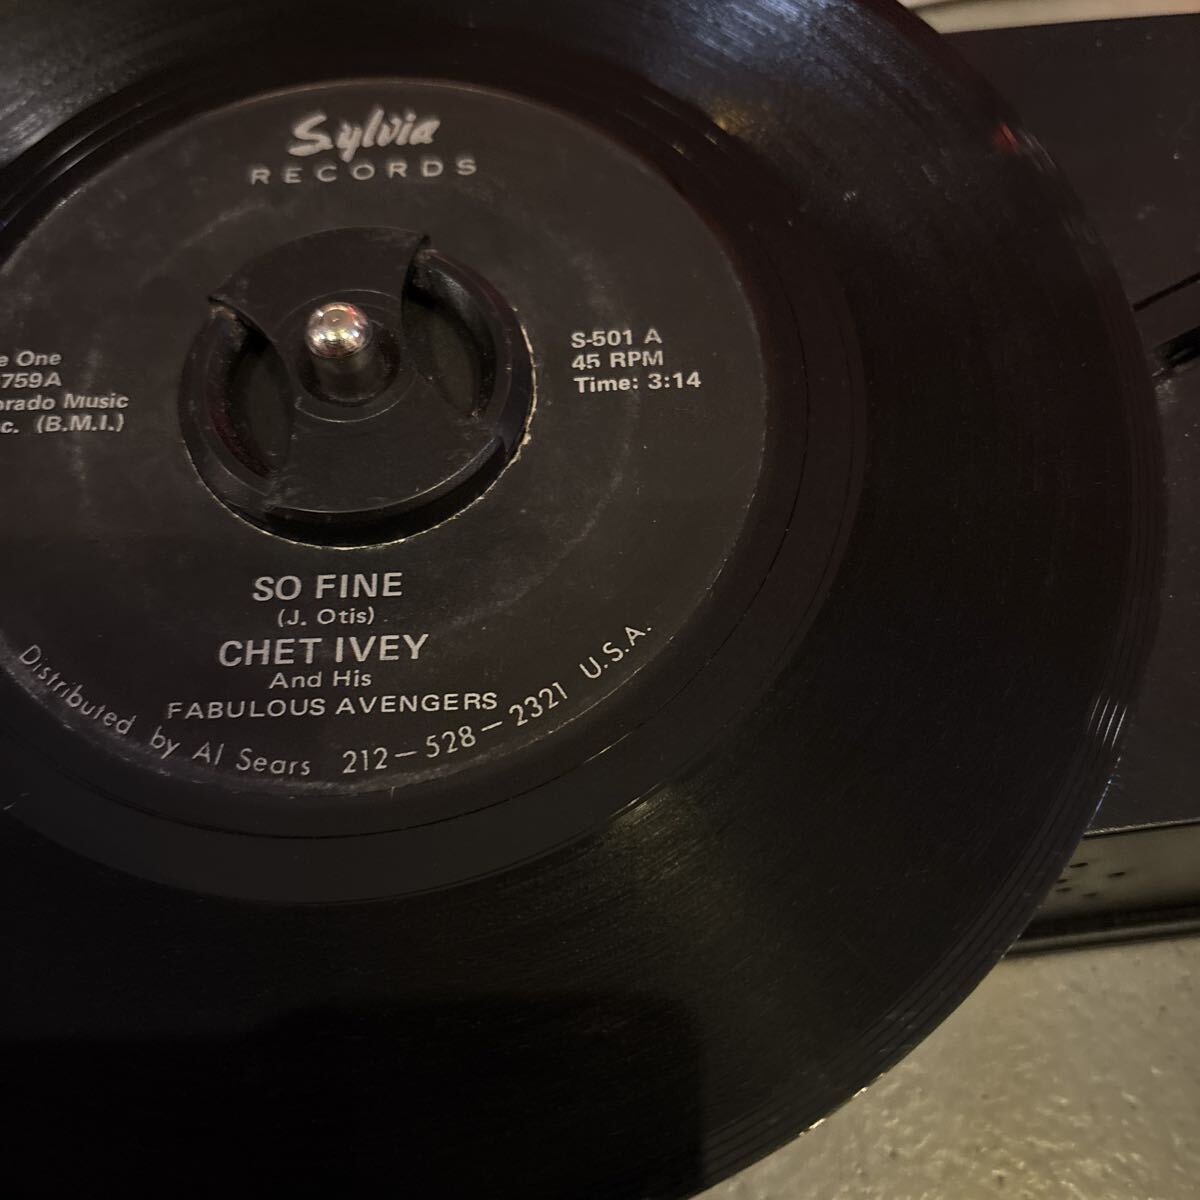 Sylvia
RECORDS
One
759A
Music
(B.M.I.)
S-501 A
45 RPM
Time: 3:14
SO FINE
(J. Otis)
CHET IVEY
And His
FABULOUS AVENGERS
Distributed by Al Sears 212-528-2321 U.S.A.